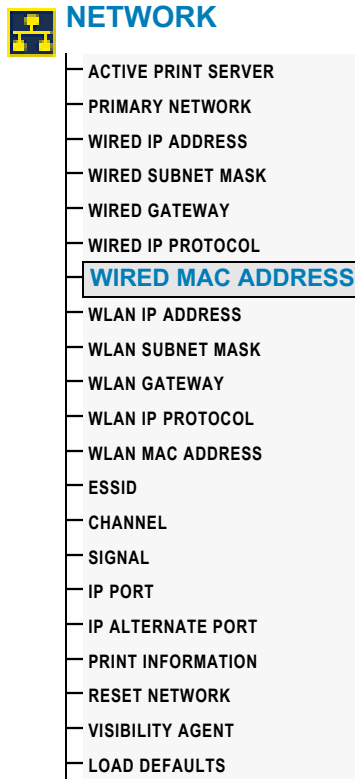 NETWORK
ACTIVE PRINT SERVER
PRIMARY NETWORK
WIRED IP ADDRESS
WIRED SUBNET MASK
WIRED GATEWAY
WIRED IP PROTOCOL
WIRED MAC ADDRESS
WLAN IP ADDRESS
WLAN SUBNET MASK
WLAN GATEWAY
WLAN IP PROTOCOL
WLAN MAC ADDRESS
ESSID
CHANNEL
SIGNAL
IP PORT
IP ALTERNATE PORT
PRINT INFORMATION
RESET NETWORK
VISIBILITY AGENT
LOAD DEFAULTS